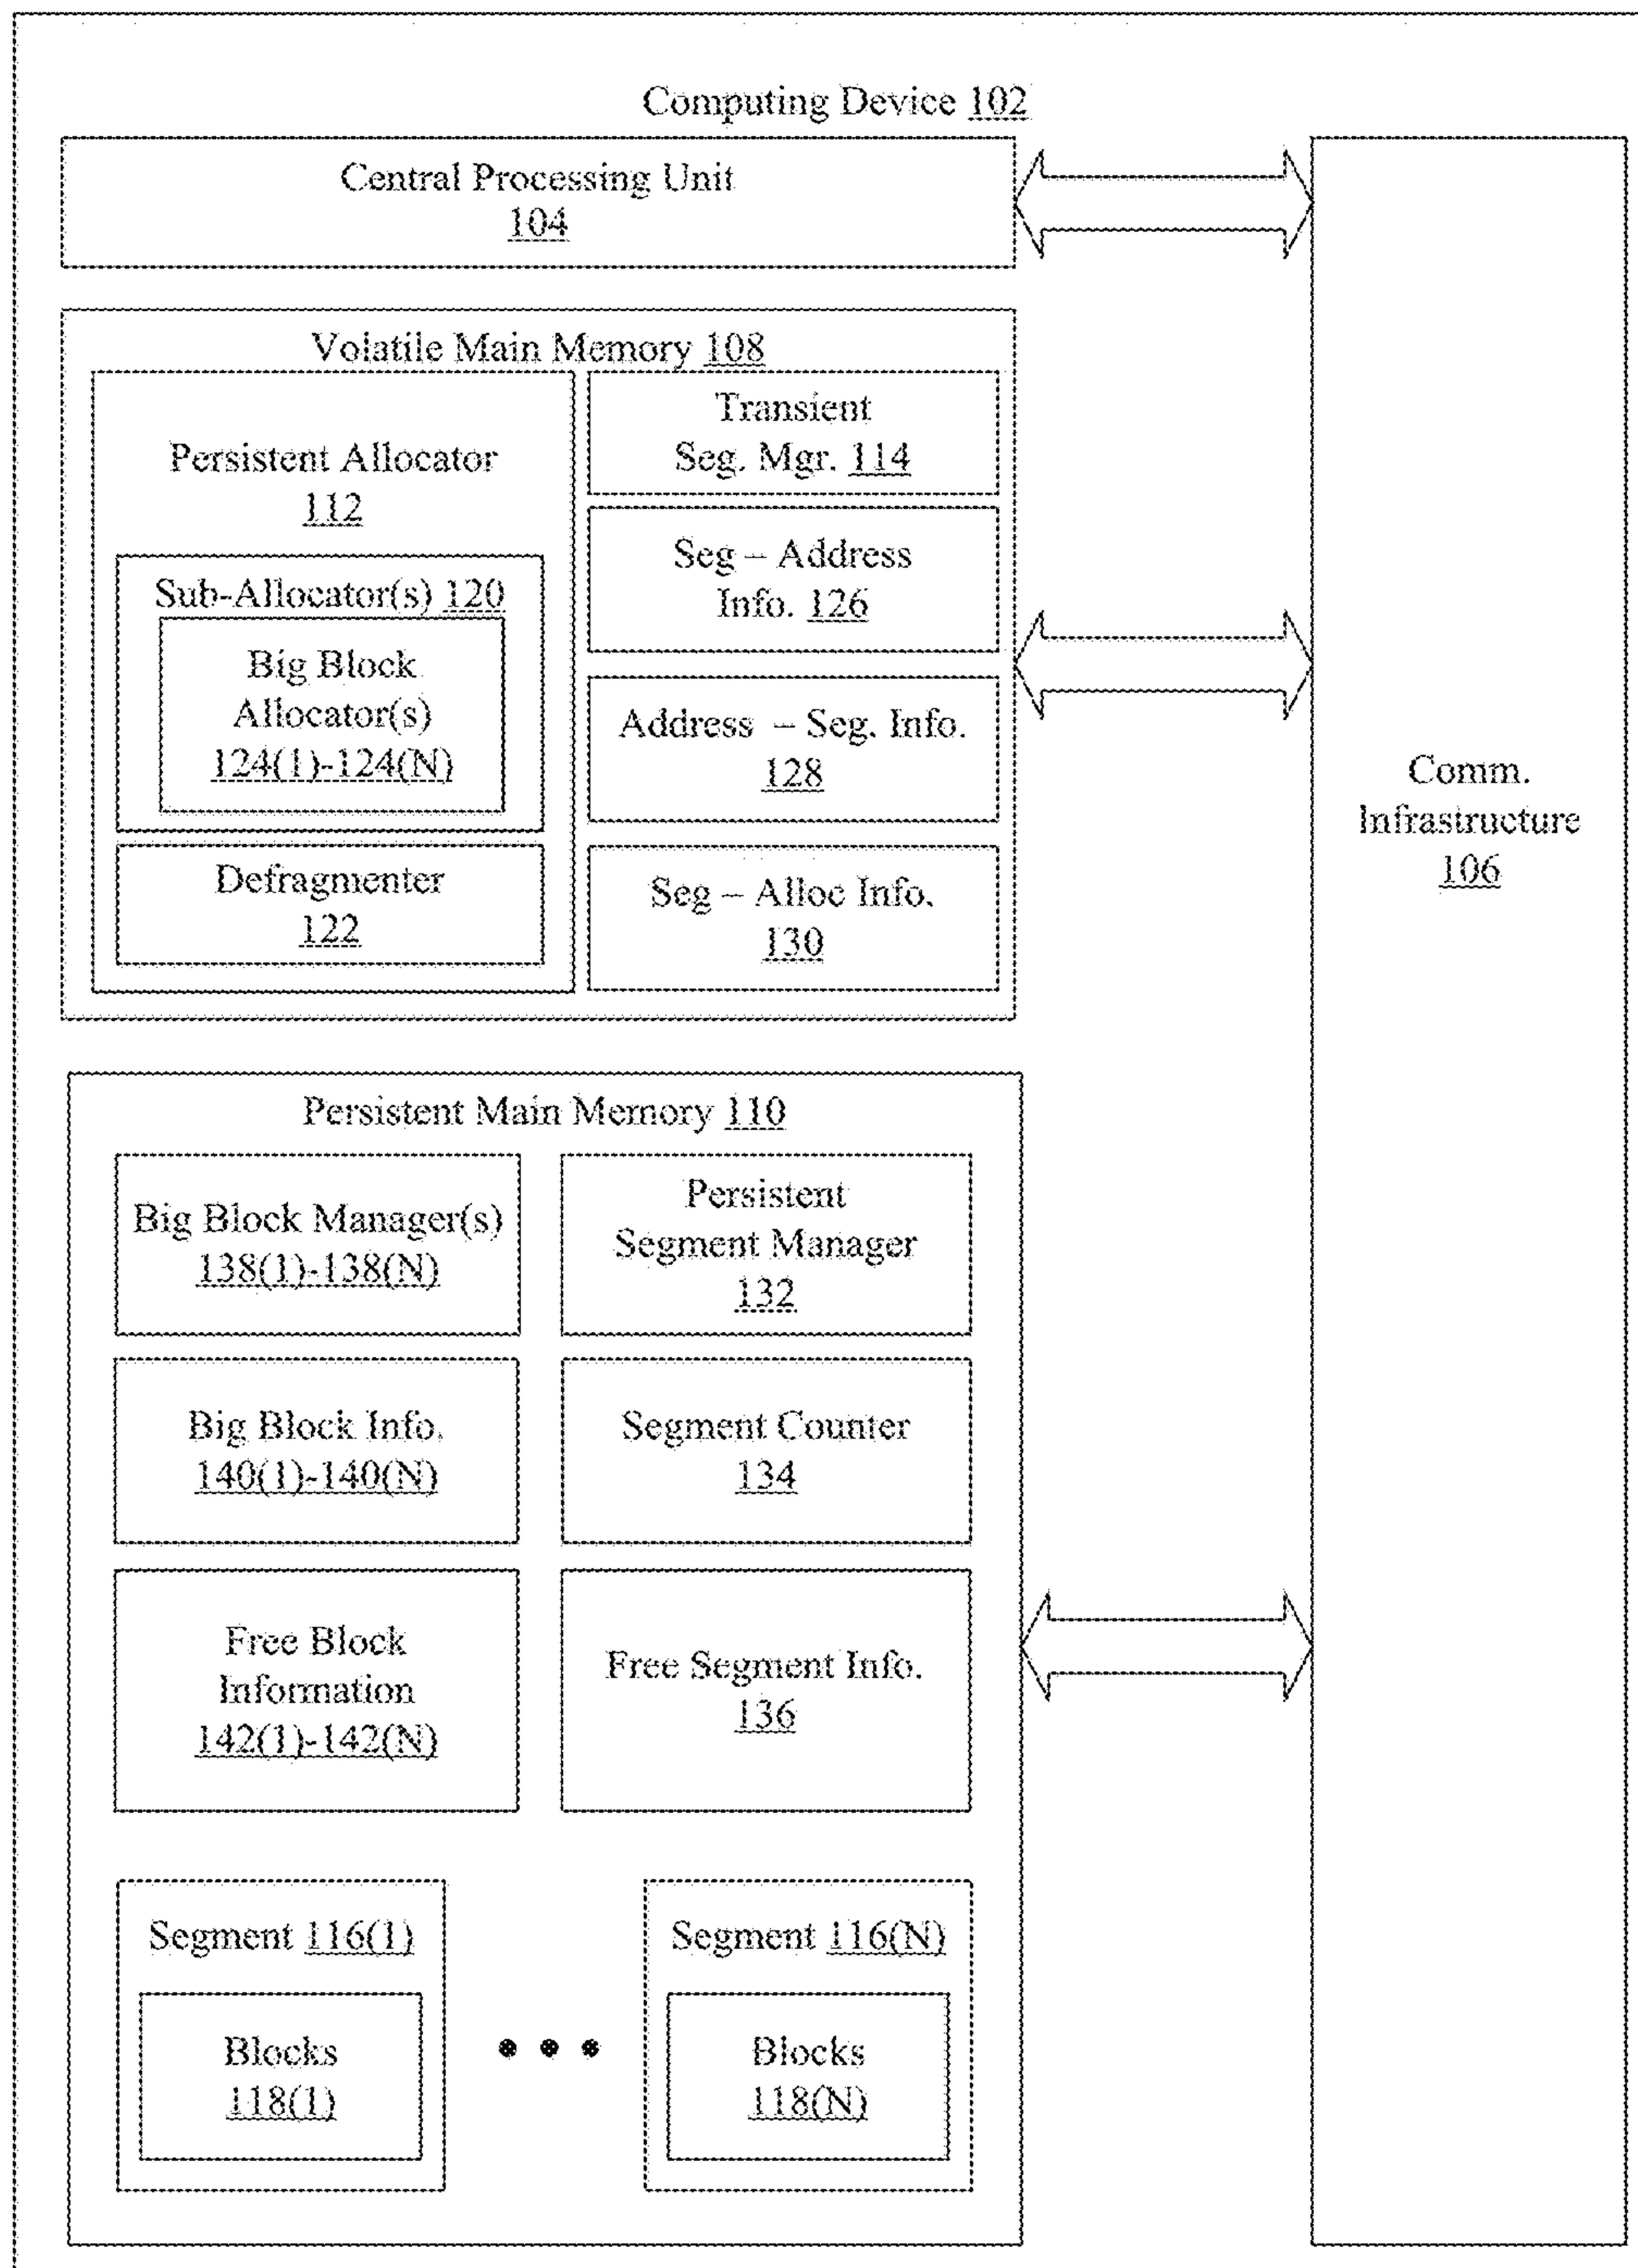 Computing Device 102
Central Processing Unit
104
Volatile Main Memory 108
Persistent Allocator
112
Sub-Allocator(s) 120
Big Block
Allocator(s)
124(1)-124(N)
Defragmenter
122
Transient
Seg. Mgr. 114
Seg – Address
Info. 126
Address – Seg. Info.
128
Seg – Alloc Info.
130
Persistent Main Memory 110
Big Block Manager(s)
138(1)-138(N)
Persistent
Segment Manager
132
Big Block Info.
140(1)-140(N)
Segment Counter
134
Free Block
Information
142(1)-142(N)
Free Segment Info.
136
Segment 116(1)
Blocks
118(1)
Segment 116(N)
Blocks
118(N)
Comm.
Infrastructure
106